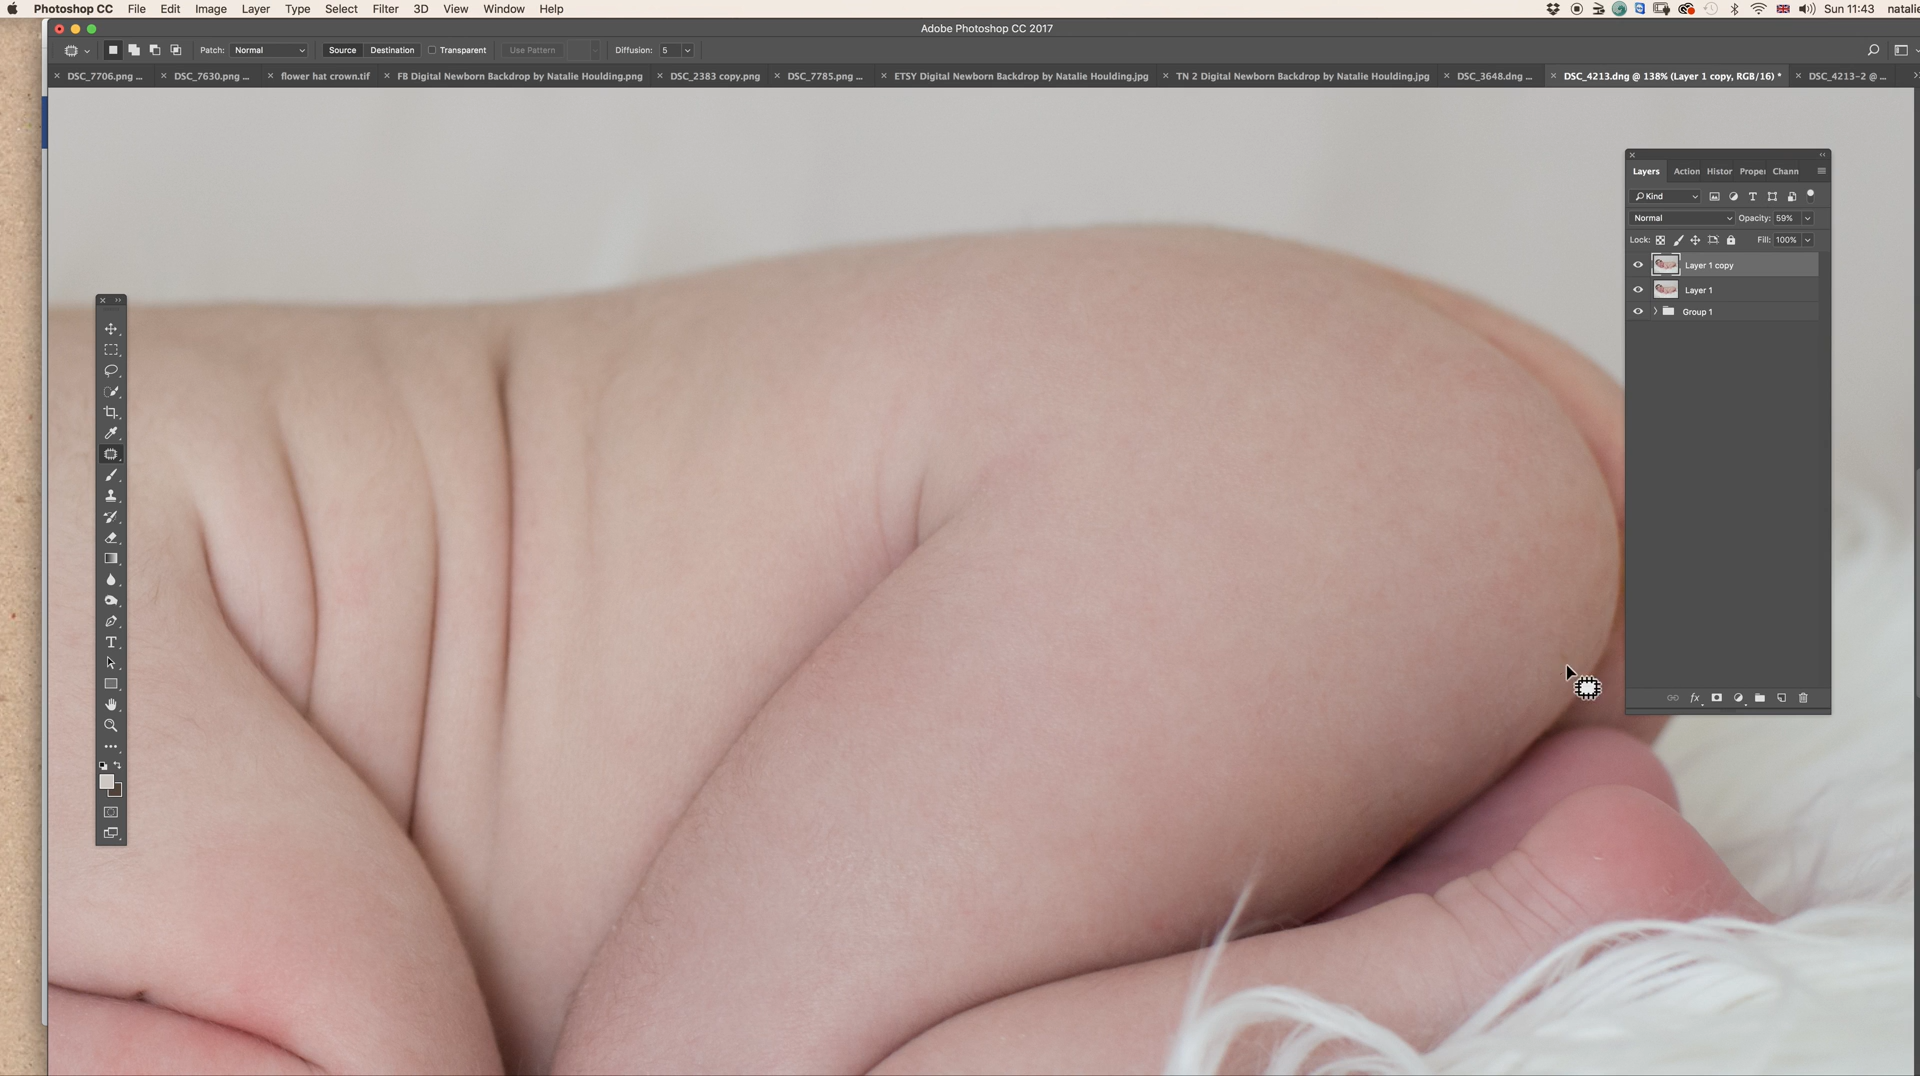 Photoshop CC File Edit Image Layer Type Select Filter 3D View Window Help Sun 11:43 natalie
Adobe Photoshop CC 2017
Patch: Normal Source Destination Transparent Use Pattern Diffusion: 5
DSC_7706.png ... DSC_7630.png ... flower hat crown.tif FB Digital Newborn Backdrop by Natalie Houlding.png DSC_2383 copy.png DSC_7785.png ... ETSY Digital Newborn Backdrop by Natalie Houlding.jpg TN 2 Digital Newborn Backdrop by Natalie Houlding.jpg DSC_3648.dng ... DSC_4213.dng @ 138% (Layer 1 copy, RGB/16) * DSC_4213-2 @ ...
Layers Action Histor Proper Chann
Kind
Normal Opacity: 59%
Lock: Fill: 100%
Layer 1 copy
Layer 1
Group 1
fx